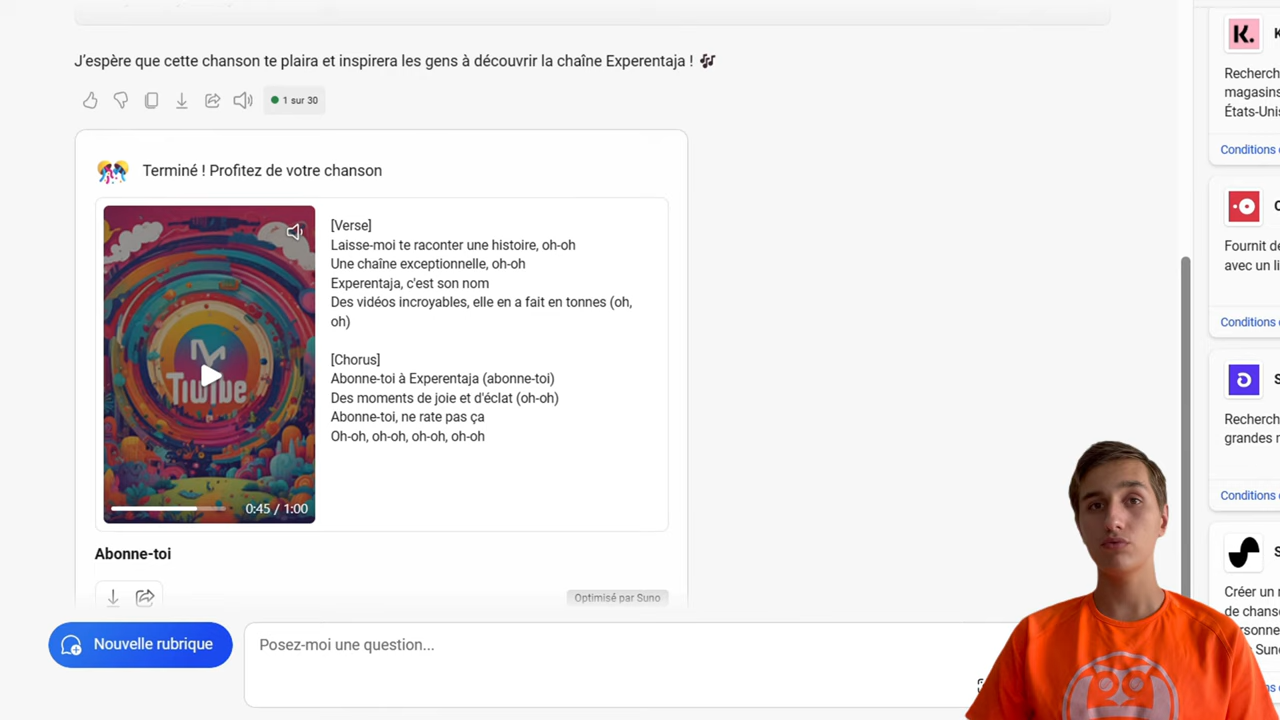 J'espère que cette chanson te plaira et inspirera les gens à découvrir la chaîne Experentaja !
1 sur 30
Terminé ! Profitez de votre chanson
[Verse]
Laisse-moi te raconter une histoire, oh-oh
Une chaîne exceptionnelle, oh-oh
Experentaja, c'est son nom
Des vidéos incroyables, elle en a fait en tonnes (oh,
oh)
[Chorus]
Abonne-toi à Experentaja (abonne-toi)
Des moments de joie et d'éclat (oh-oh)
Abonne-toi, ne rate pas ça
Oh-oh, oh-oh, oh-oh, oh-oh
0:45 / 1:00
Abonne-toi
Optimisé par Suno
Nouvelle rubrique
Posez-moi une question...
K.
Recherch
magasins
États-Unis
Conditions
Fournit de
avec un li
Conditions
Recherch
grandes
Conditions
Créer un
de chans
Suno